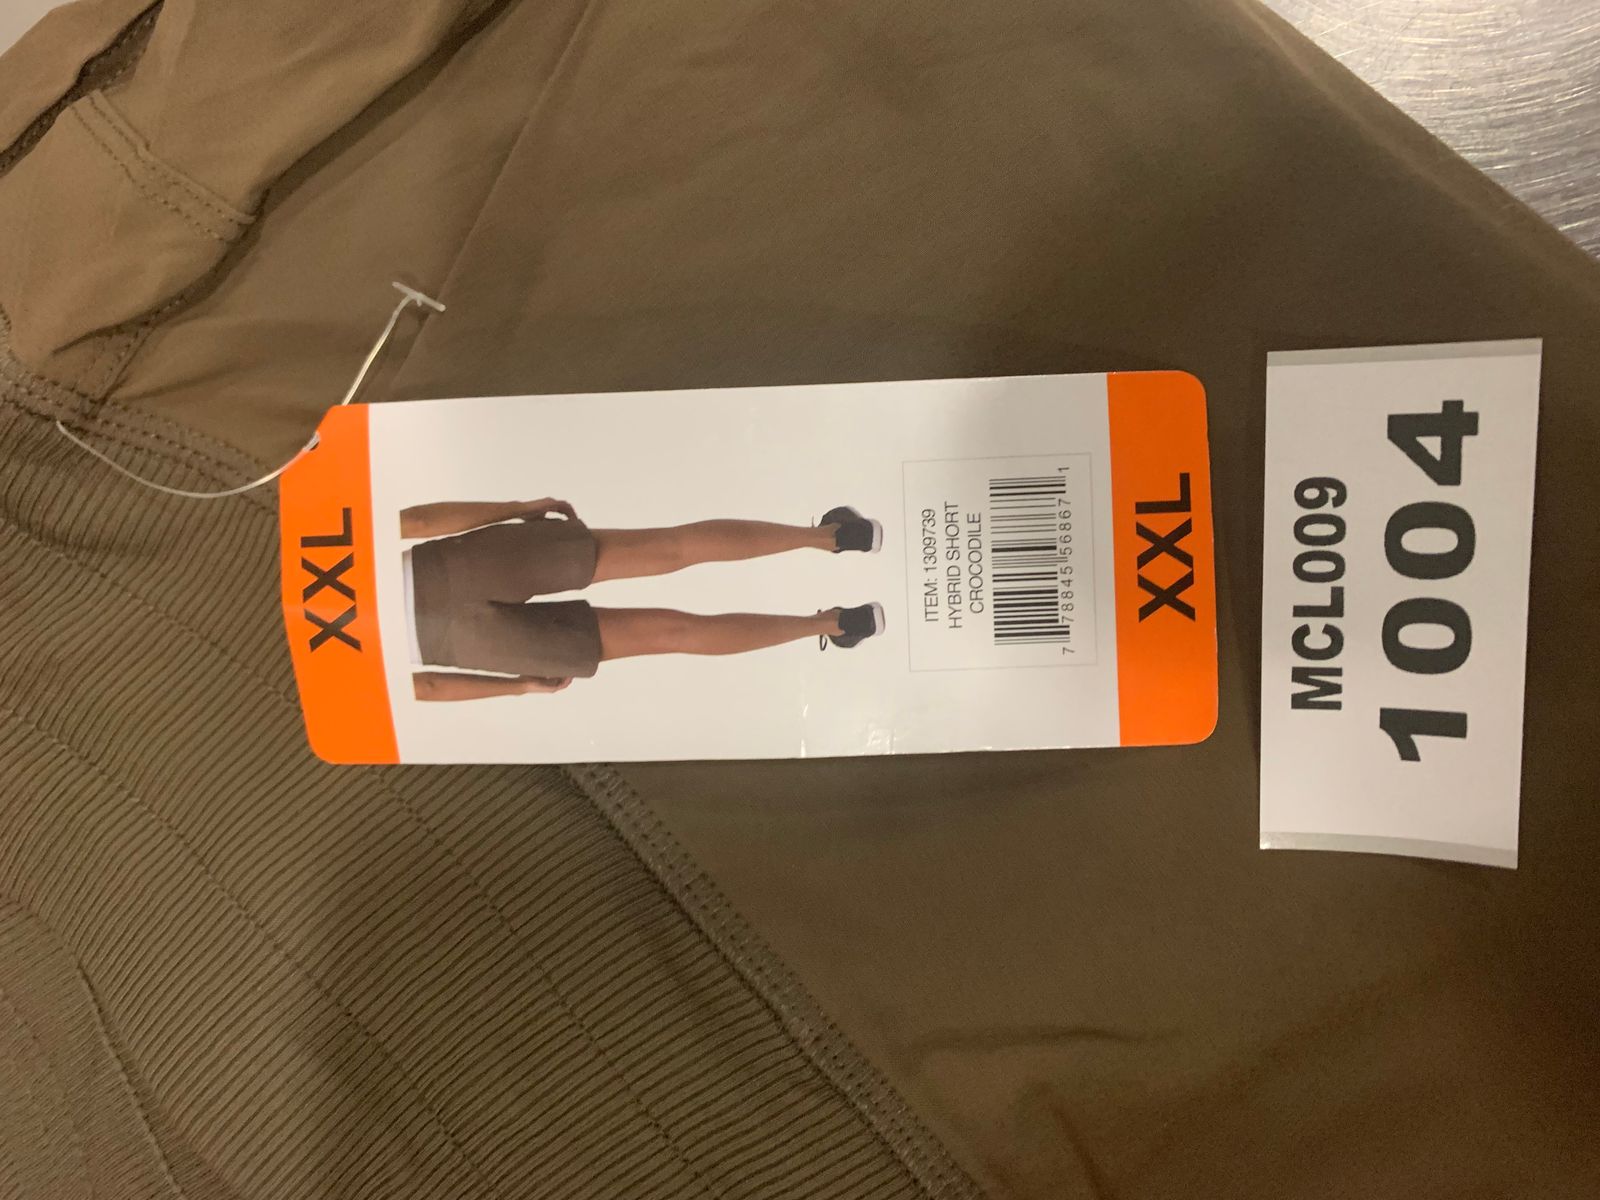 XXL
ITEM: 1309739
HYBRID SHORT
CROCODILE
7 78845 56867 1
XXL
MCL009
1004